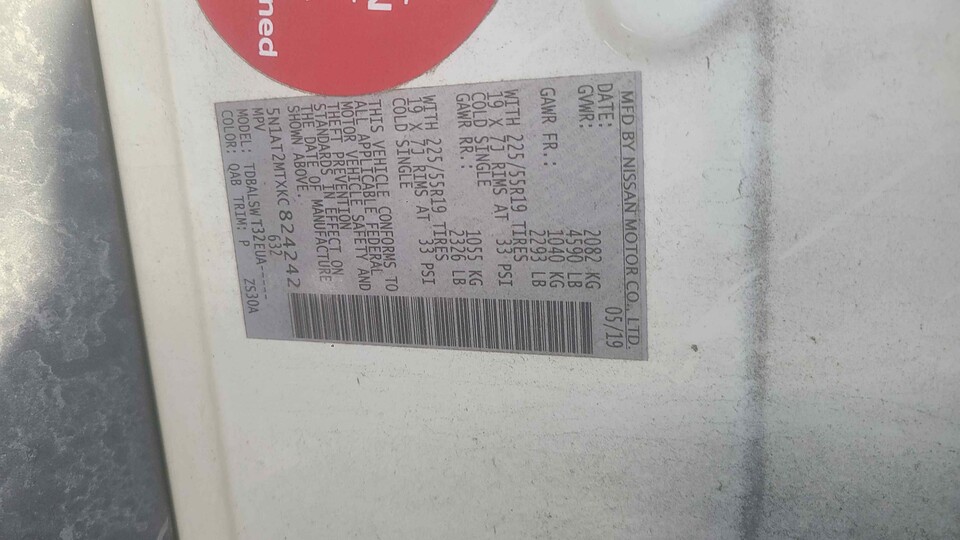 N
ned
MFD BY NISSAN MOTOR CO., LTD.
DATE: 05/19
GVWR: 2082 KG
4590 LB
GAWR FR.: 1040 KG
2293 LB
WITH 225/55R19 TIRES
19 X 7J RIMS AT 33 PSI
COLD SINGLE
GAWR RR.: 1055 KG
2326 LB
WITH 225/55R19 TIRES
19 X 7J RIMS AT 33 PSI
COLD SINGLE
THIS VEHICLE CONFORMS TO
ALL APPLICABLE FEDERAL
MOTOR VEHICLE SAFETY AND
THEFT PREVENTION
STANDARDS IN EFFECT ON
THE DATE OF MANUFACTURE
SHOWN ABOVE.
5N1AT2MTXKC824242
MPV 632
MODEL: TDBALSWT32EUA-----
COLOR: QAB TRIM: P ZS30A